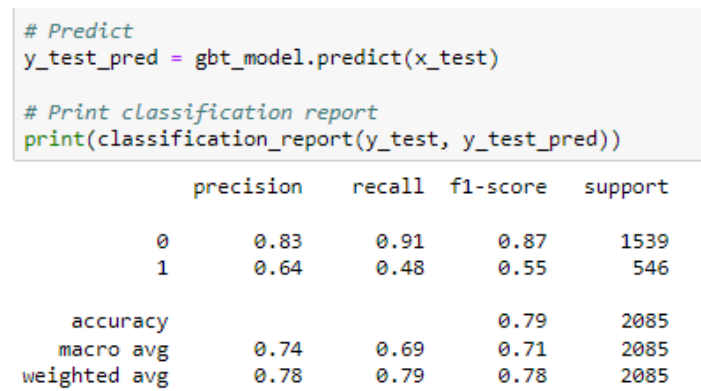 # Predict
y_test_pred = gbt_model.predict(x_test)
# Print classification report
print(classification_report(y_test, y_test_pred))
precision recall f1-score support
0 0.83 0.91 0.87 1539
1 0.64 0.48 0.55 546
accuracy 0.79 2085
macro avg 0.74 0.69 0.71 2085
weighted avg 0.78 0.79 0.78 2085